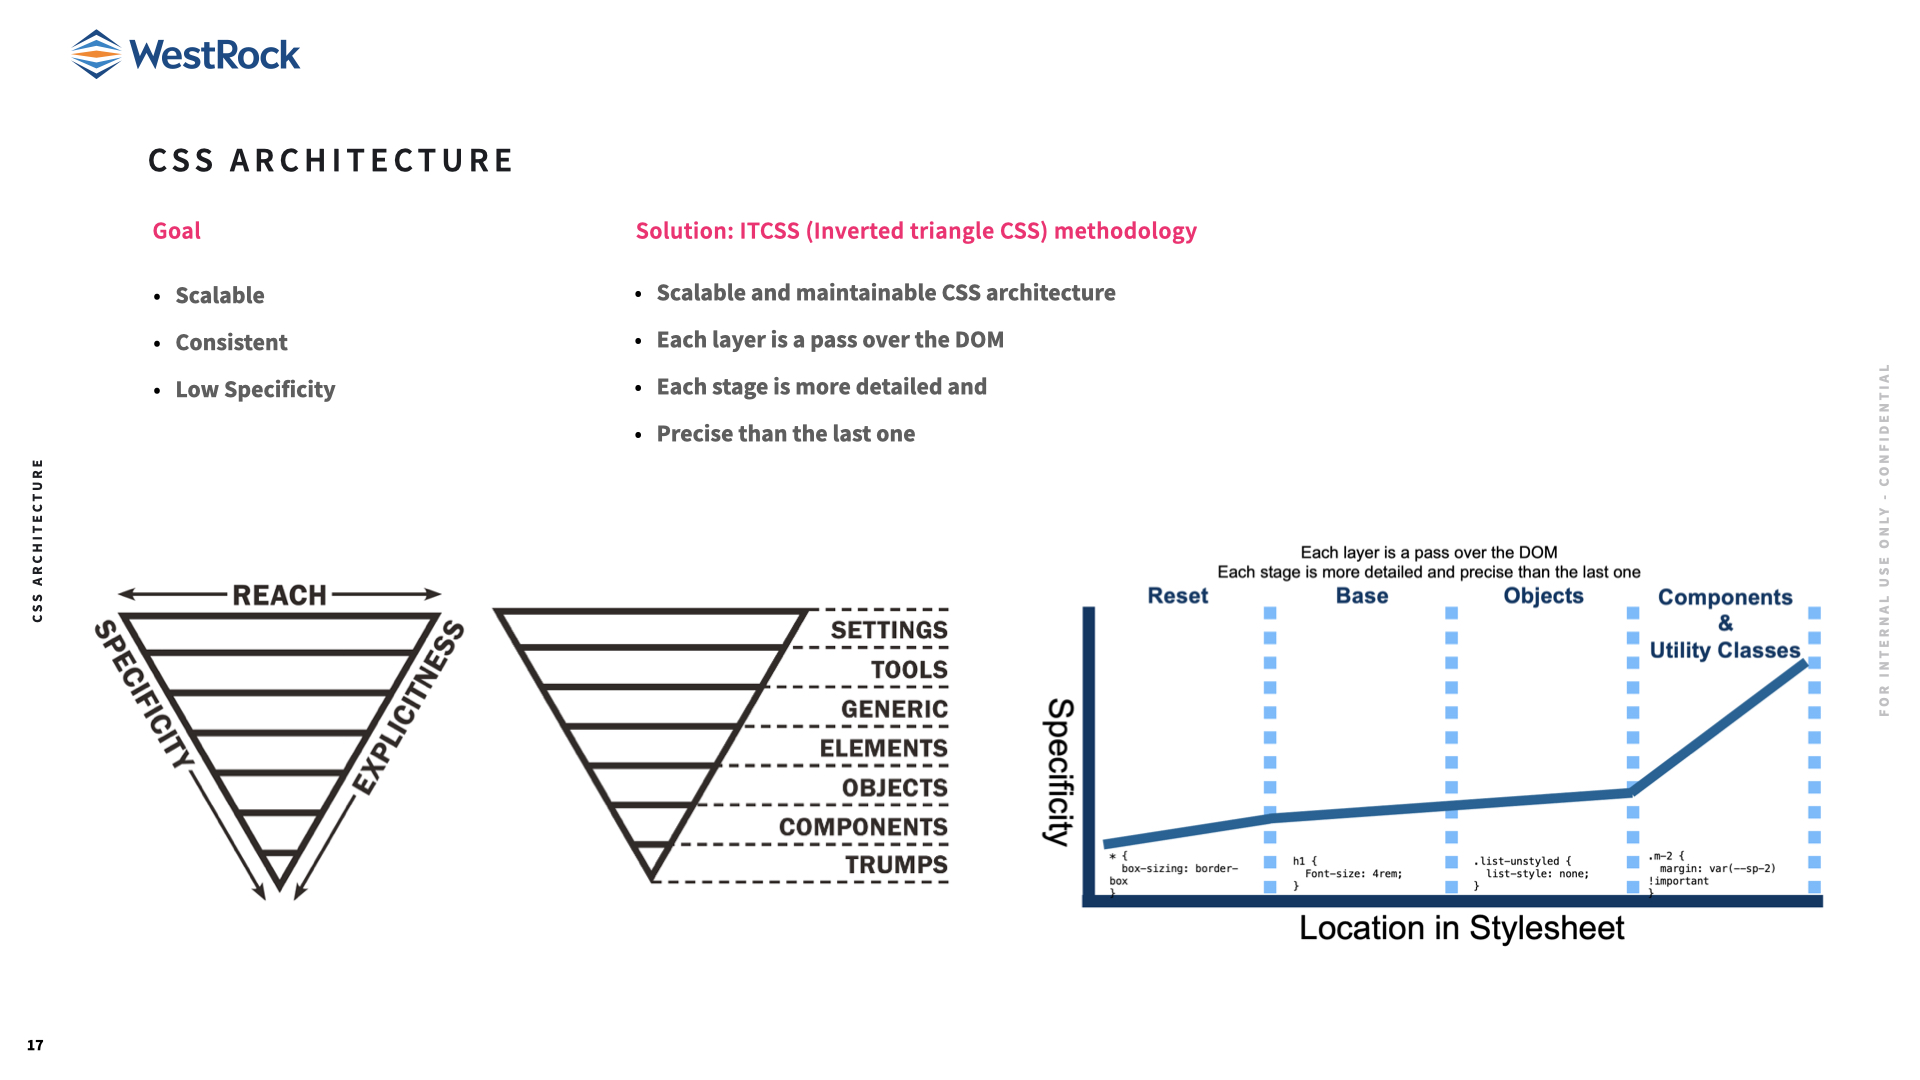 WestRock
CSS ARCHITECTURE
Goal
• Scalable
• Consistent
• Low Specificity
Solution: ITCSS (Inverted triangle CSS) methodology
• Scalable and maintainable CSS architecture
• Each layer is a pass over the DOM
• Each stage is more detailed and
• Precise than the last one
CSS ARCHITECTURE
REACH
SPECIFICITY
EXPLICITNESS
SETTINGS
TOOLS
GENERIC
ELEMENTS
OBJECTS
COMPONENTS
TRUMPS
Each layer is a pass over the DOM
Each stage is more detailed and precise than the last one
Reset
Base
Objects
Components
&
Utility Classes
Specificity
* {
box-sizing: border-
box
}
h1 {
Font-size: 4rem;
}
.list-unstyled {
list-style: none;
}
.m-2 {
margin: var(--sp-2)
!important
}
Location in Stylesheet
FOR INTERNAL USE ONLY - CONFIDENTIAL
17